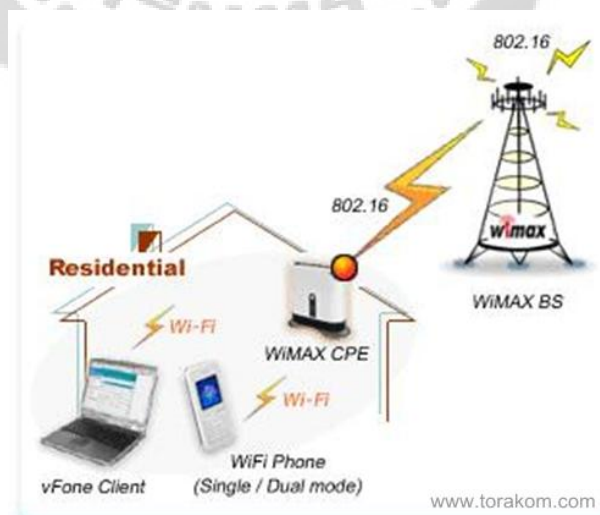 802.16
802.16
wimax
Residential
WiMAX BS
Wi-Fi
WiMAX CPE
Wi-Fi
WiFi Phone
vFone Client
(Single / Dual mode)
www.torakom.com